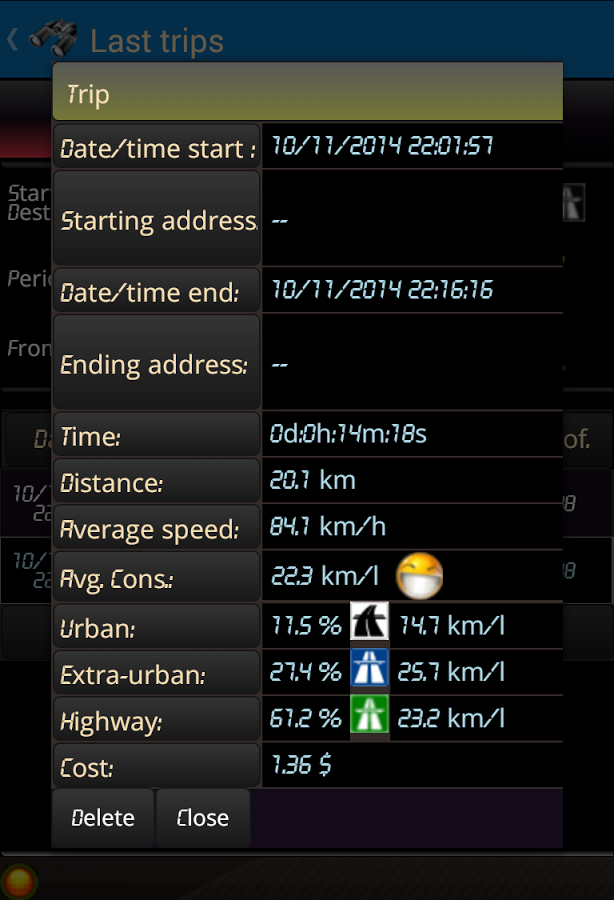 Last trips
Trip
Date/time start : 10/11/2014 22:01:57
Starting address --
Date/time end: 10/11/2014 22:16:16
Ending address: --
Time: 0d:0h:14m:18s
Distance: 20.1 km
Average speed: 84.1 km/h
Avg. Cons.: 22.3 km/l
Urban: 11.5 % 14.7 km/l
Extra-urban: 27.4 % 25.7 km/l
Highway: 61.2 % 23.2 km/l
Cost: 1.36 $
Delete Close